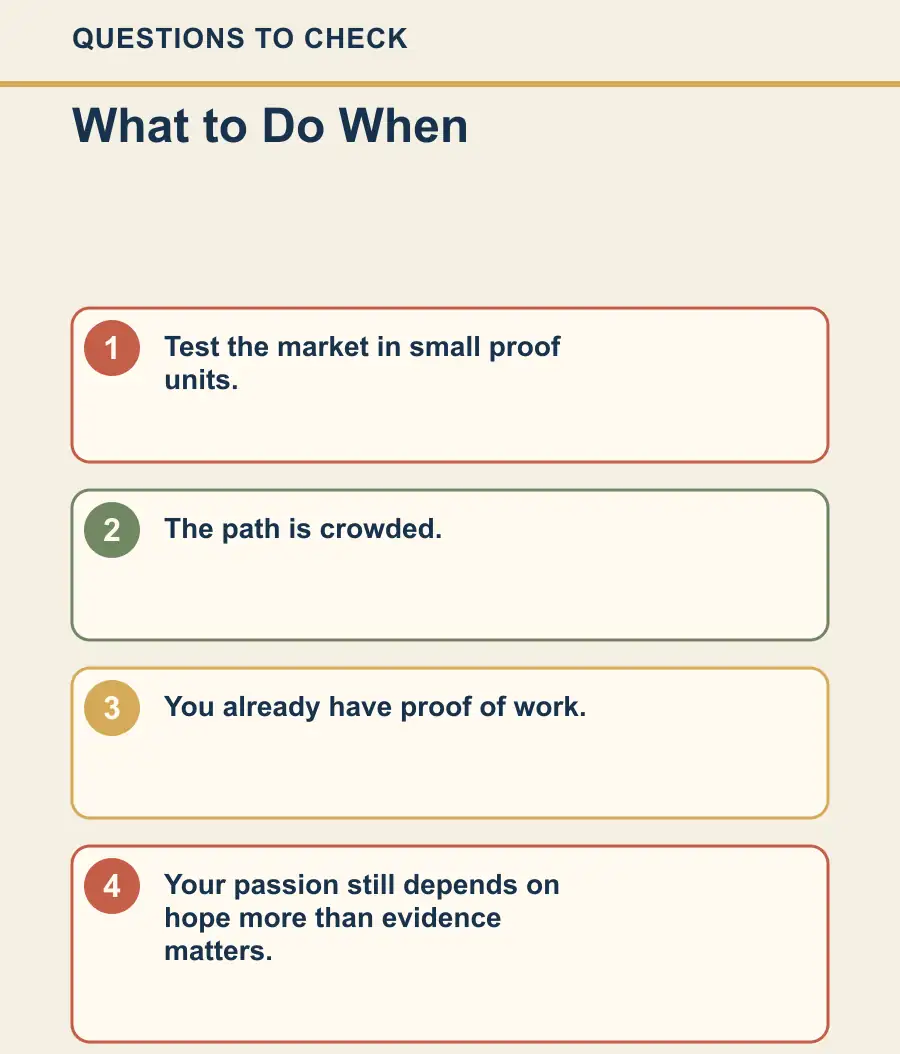 QUESTIONS TO CHECK
What to Do When
1
Test the market in small proof
units.
2
The path is crowded.
3
You already have proof of work.
4
Your passion still depends on
hope more than evidence
matters.